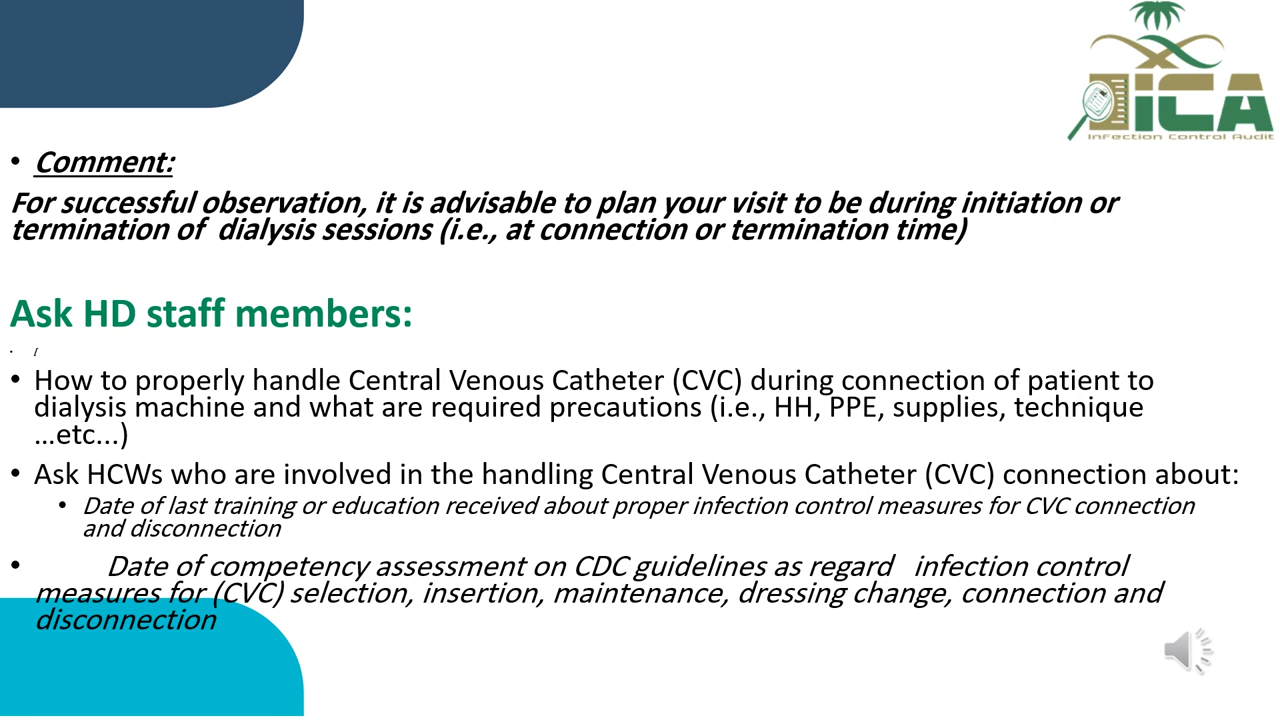 iCA
Infection Control Audit
• Comment:
For successful observation, it is advisable to plan your visit to be during initiation or
termination of dialysis sessions (i.e., at connection or termination time)
Ask HD staff members:
• [
• How to properly handle Central Venous Catheter (CVC) during connection of patient to
dialysis machine and what are required precautions (i.e., HH, PPE, supplies, technique
...etc...)
• Ask HCWs who are involved in the handling Central Venous Catheter (CVC) connection about:
• Date of last training or education received about proper infection control measures for CVC connection
and disconnection
• Date of competency assessment on CDC guidelines as regard infection control
measures for (CVC) selection, insertion, maintenance, dressing change, connection and
disconnection